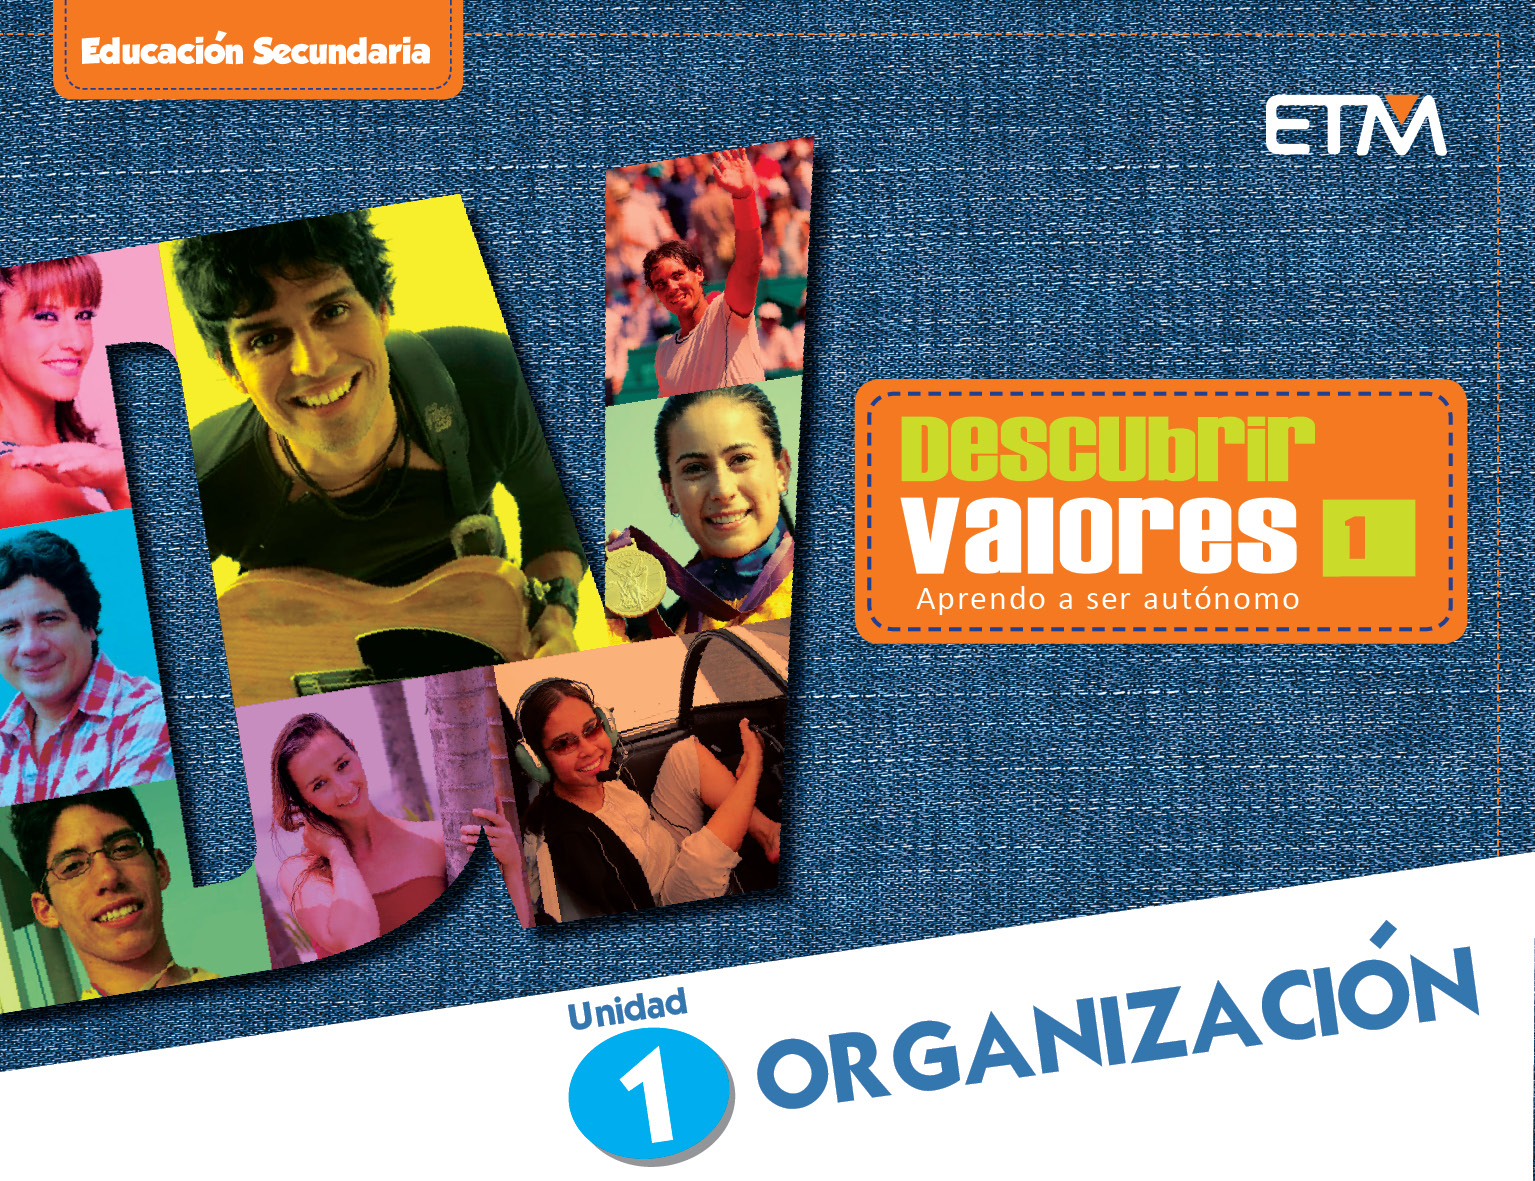 Educación Secundaria
ETM
Descubrir
valores 1
Aprendo a ser autónomo
Unidad
1
ORGANIZACIÓN